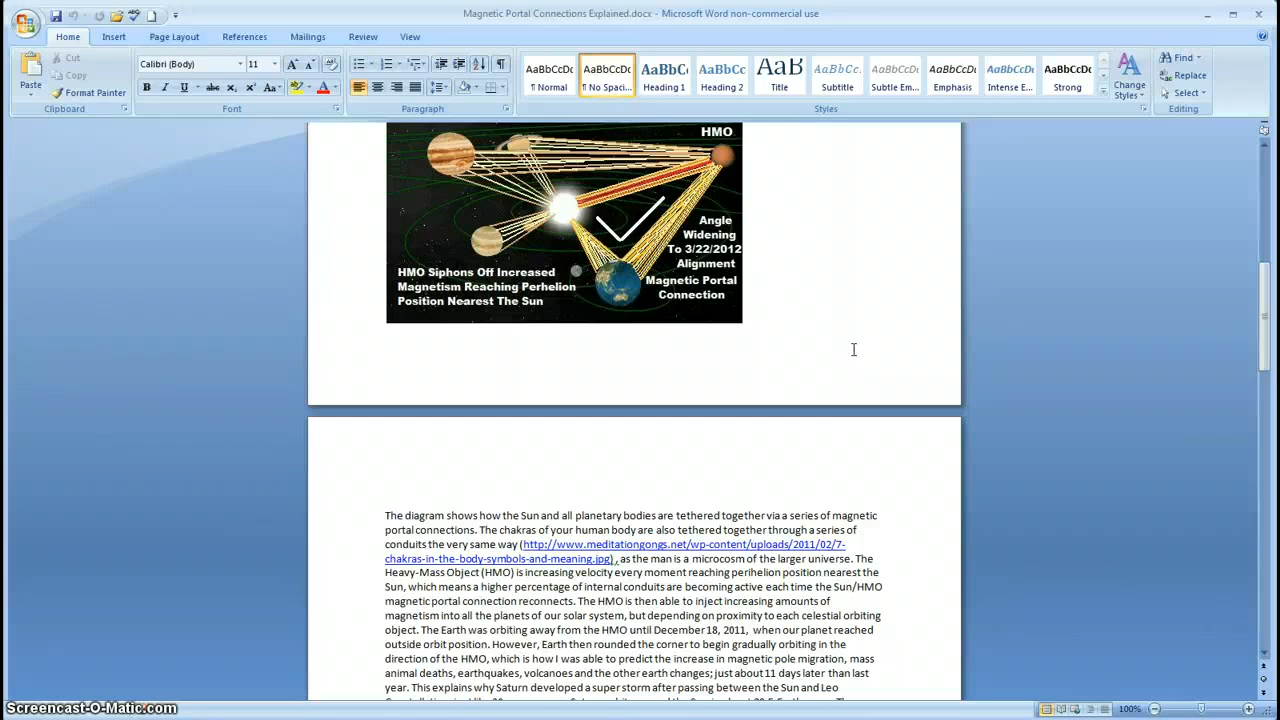 Magnetic Portal Connections Explained.docx - Microsoft Word non-commercial use
Home Insert Page Layout References Mailings Review View
Paste
Cut
Copy
Format Painter
Clipboard
Calibri (Body) 11
Font
Paragraph
AaBbCcDc AaBbCcDc AaBbCc AaBbCc AaB AaBbCc. AaBbCcDc AaBbCcDc AaBbCcDc AaBbCcDc
¶ Normal ¶ No Spaci... Heading 1 Heading 2 Title Subtitle Subtle Em... Emphasis Intense E... Strong
Change
Styles
Styles
Find
Replace
Select
Editing
HMO
Angle
Widening
To 3/22/2012
Alignment
Magnetic Portal
Connection
HMO Siphons Off Increased
Magnetism Reaching Perhelion
Position Nearest The Sun
The diagram shows how the Sun and all planetary bodies are tethered together via a series of magnetic
portal connections. The chakras of your human body are also tethered together through a series of
conduits the very same way (http://www.meditationgongs.net/wp-content/uploads/2011/02/7-
chakras-in-the-body-symbols-and-meaning.jpg), as the man is a microcosm of the larger universe. The
Heavy-Mass Object (HMO) is increasing velocity every moment reaching perihelion position nearest the
Sun, which means a higher percentage of internal conduits are becoming active each time the Sun/HMO
magnetic portal connection reconnects. The HMO is then able to inject increasing amounts of
magnetism into all the planets of our solar system, but depending on proximity to each celestial orbiting
object. The Earth was orbiting away from the HMO until December 18, 2011, when our planet reached
outside orbit position. However, Earth then rounded the corner to begin gradually orbiting in the
direction of the HMO, which is how I was able to predict the increase in magnetic pole migration, mass
animal deaths, earthquakes, volcanoes and the other earth changes; just about 11 days later than last
year. This explains why Saturn developed a super storm after passing between the Sun and Leo
Screencast-O-Matic.com
100%